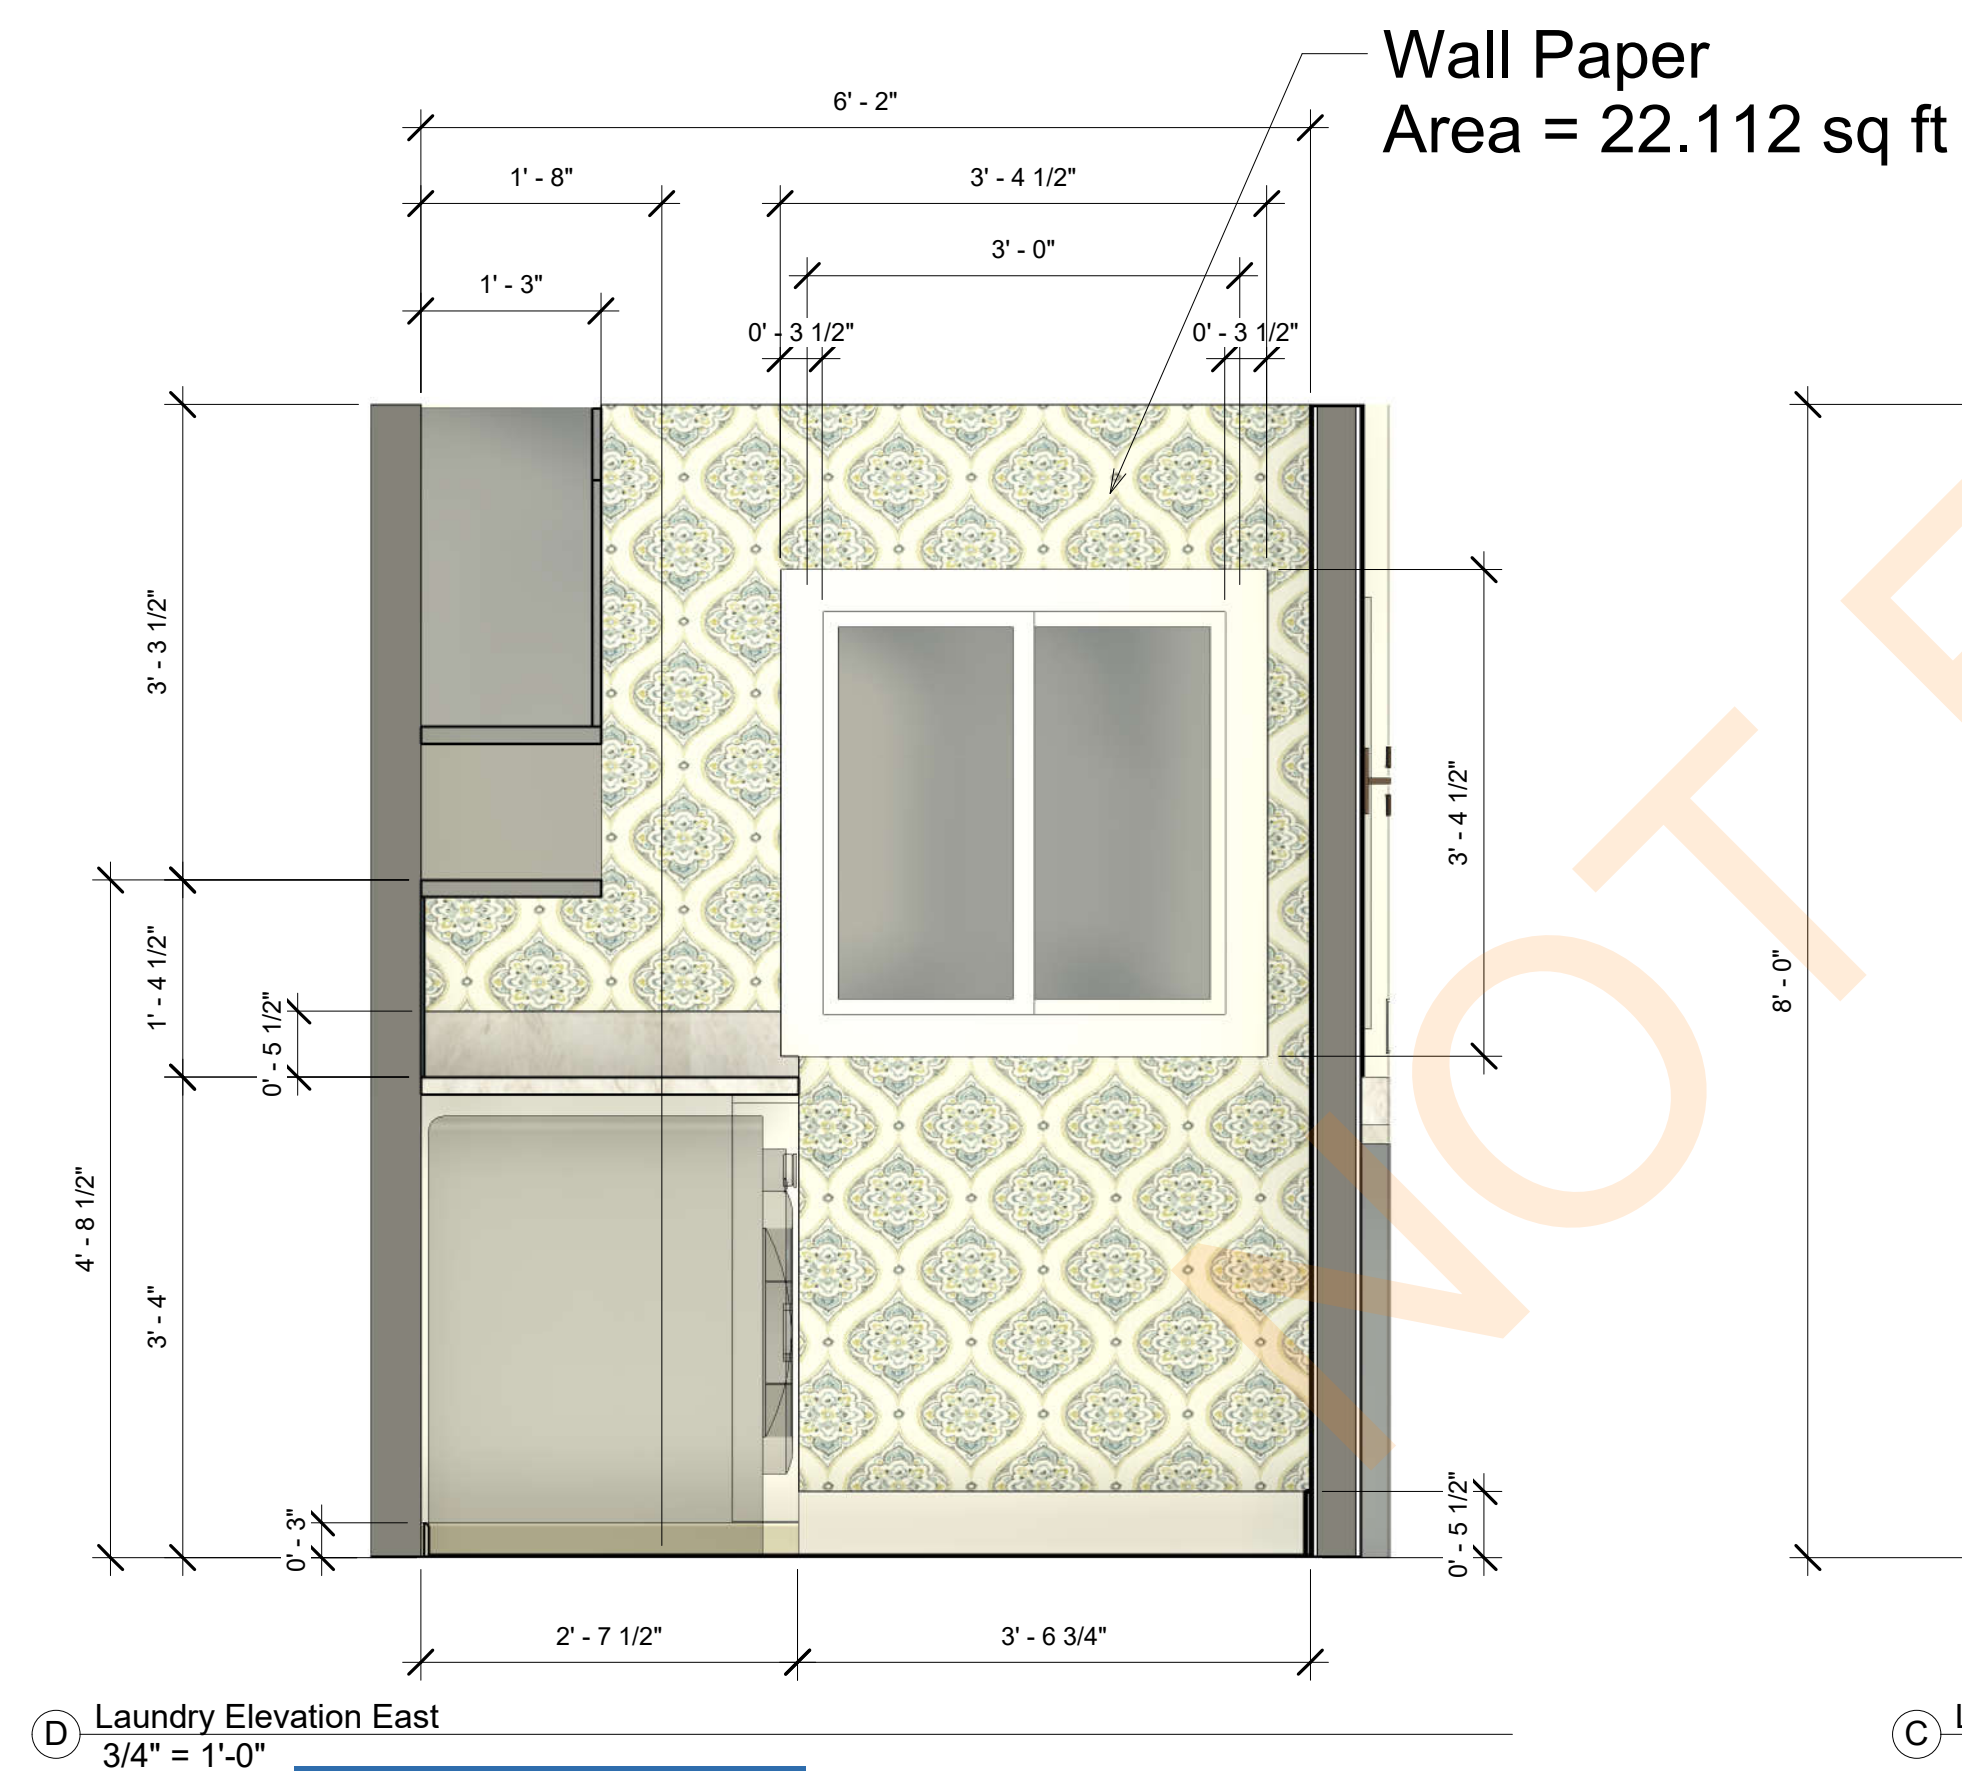 Wall Paper
Area = 22.112 sq ft
6' - 2"
1' - 8"
3' - 4 1/2"
3' - 0"
1' - 3"
0' - 3 1/2"
0' - 3 1/2"
3' - 3 1/2"
3' - 4 1/2"
1' - 4 1/2"
0' - 5 1/2"
8' - 0"
4' - 8 1/2"
3' - 4"
0' - 3"
0' - 5 1/2"
2' - 7 1/2"
3' - 6 3/4"
NOT
D
Laundry Elevation East
3/4" = 1'-0"
C